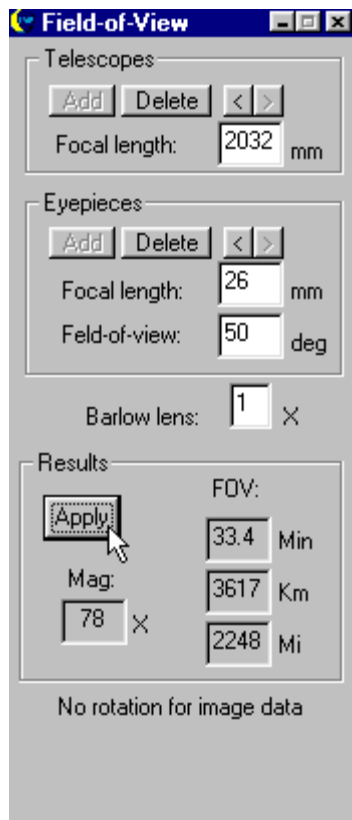 Field-of-View
Telescopes
Add Delete < >
Focal length: 2032 mm
Eyepieces
Add Delete < >
Focal length: 26 mm
Feld-of-view: 50 deg
Barlow lens: 1 X
Results
FOV:
Apply 33.4 Min
Mag: 3617 Km
78 X 2248 Mi
No rotation for image data